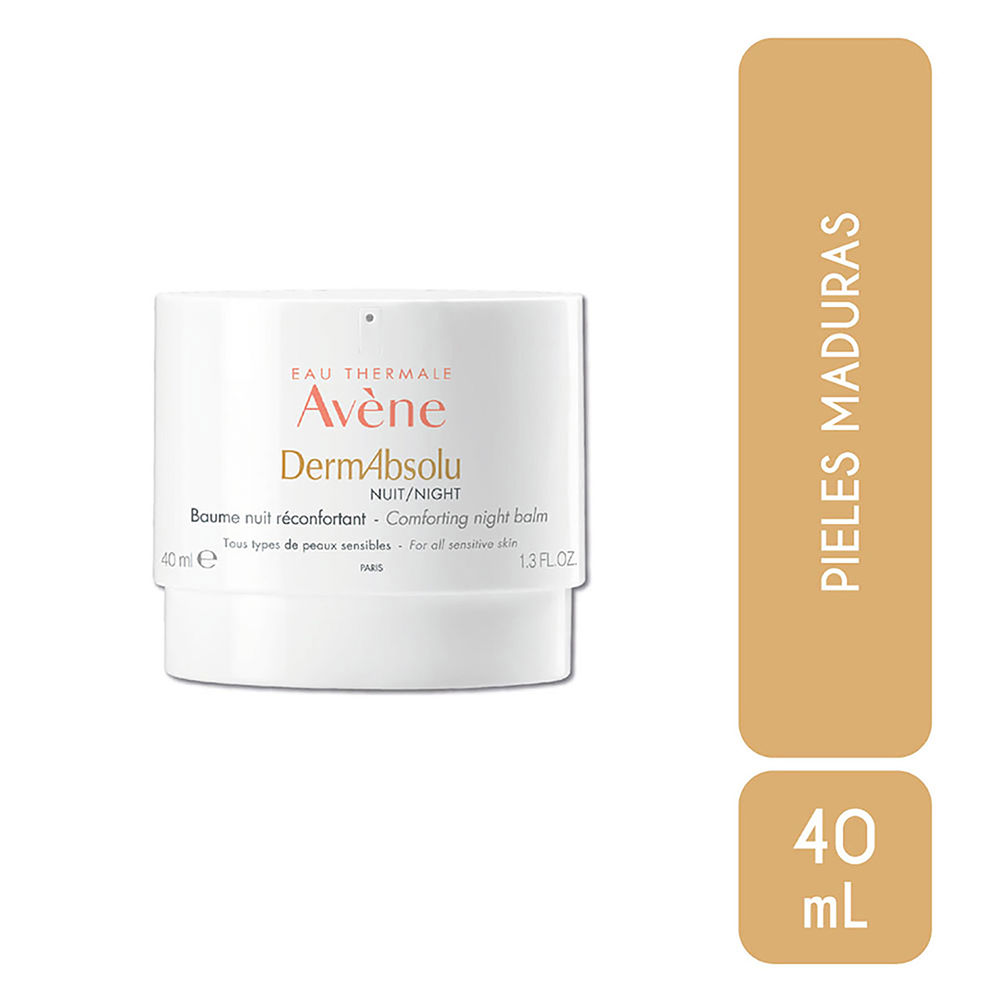 EAU THERMALE
Avène
DermAbsolu
NUIT/NIGHT
Baume nuit réconfortant - Comforting night balm
Tous types de peaux sensibles - For all sensitive skin
40 ml e 1.3 FL.OZ.
PARIS
PIELES MADURAS
40
mL